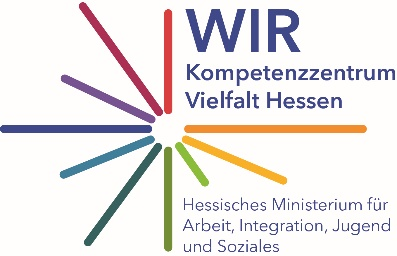 WIR
Kompetenzzentrum
Vielfalt Hessen
Hessisches Ministerium für
Arbeit, Integration, Jugend
und Soziales